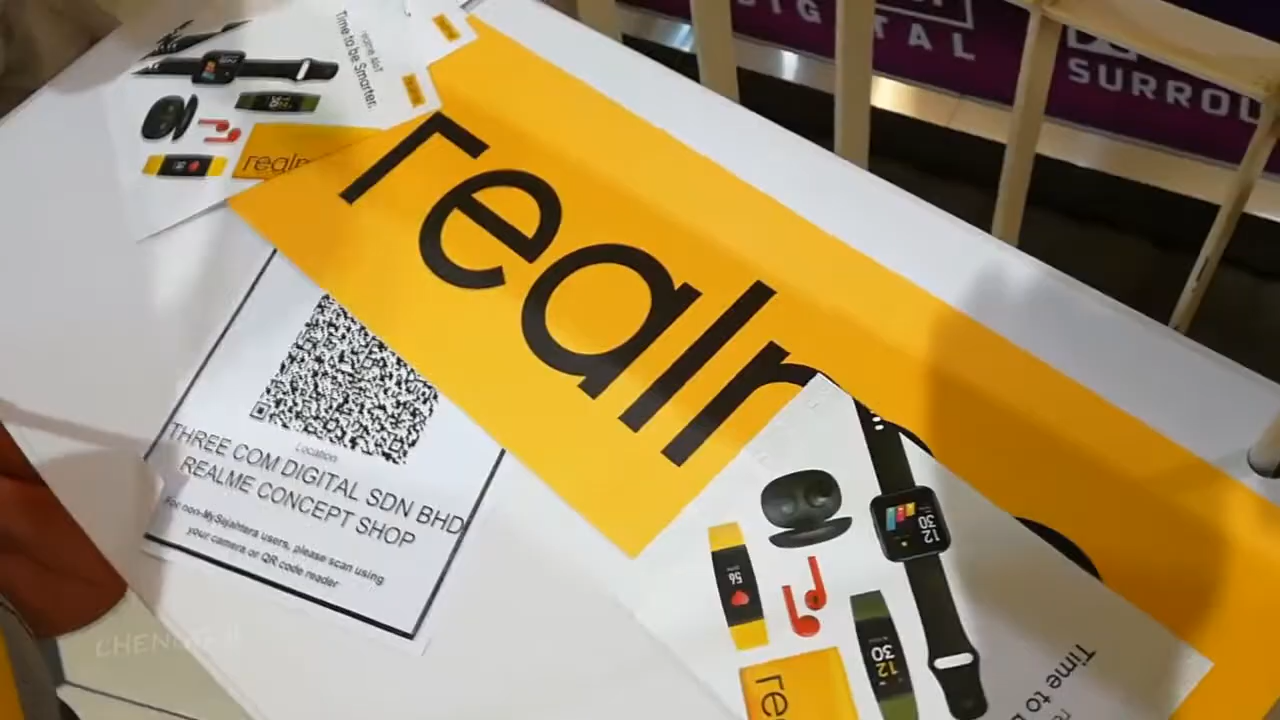 realme AIoT
Time to be Smarter.
realm
realm
Location
THREE COM DIGITAL SDN BHD
REALME CONCEPT SHOP
For non-MySejahtera users, please scan using
your camera or QR code reader
DIGITAL
SURROU
12
30
56
12
30
Time to
re